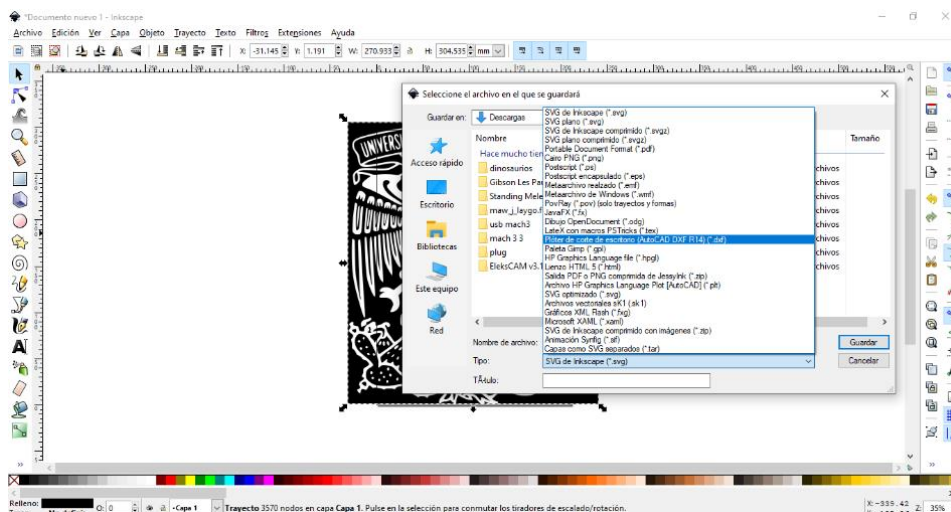 *Documento nuevo 1 - Inkscape
Archivo Edición Ver Capa Objeto Trayecto Texto Filtros Extensiones Ayuda
X: -31.145 Y: 1.191 W: 270.933 H: 304.535 mm
UNIVERS
Seleccione el archivo en el que se guardará
Guardar en: Descargas
Nombre Tamaño
Hace mucho tien
dinosaurios chivos
Gibson Les Pa chivos
Standing Mele chivos
maw_j_laygo.f chivos
usb mach3 chivos
mach 3 3 chivos
plug chivos
EleksCAM v3.1 chivos
Acceso rápido
Escritorio
Bibliotecas
Este equipo
Red
SVG de Inkscape (*.svg)
SVG plano (*.svg)
SVG de Inkscape comprimido (*.svgz)
SVG plano comprimido (*.svgz)
Portable Document Format (*.pdf)
Cairo PNG (*.png)
Postscript (*.ps)
Postscript encapsulado (*.eps)
Metaarchivo realzado (*.emf)
Metaarchivo de Windows (*.wmf)
PovRay (*.pov) (solo trayectos y formas)
JavaFX (*.fx)
Dibujo OpenDocument (*.odg)
LateX con macros PSTricks (*.tex)
Plóter de corte de escritorio (AutoCAD DXF R14) (*.dxf)
Paleta Gimp (*.gpl)
HP Graphics Language file (*.hpgl)
Lienzo HTML 5 (*.html)
Salida PDF o PNG comprimida de JessyInk (*.zip)
Archivo HP Graphics Language Plot [AutoCAD] (*.plt)
SVG optimizado (*.svg)
Archivos vectoriales sK1 (.sk1)
Gráficos XML Flash (*.fxg)
Microsoft XAML (*.xaml)
SVG de Inkscape comprimido con imágenes (*.zip)
Animación Synfig (*.sif)
Capas como SVG separados (*.tar)
Nombre de archivo: Guardar
Tipo: SVG de Inkscape (*.svg) Cancelar
TÃ­tulo:
Relleno: O: 0 -Capa 1 Trayecto 3570 nodos en capa Capa 1. Pulse en la selección para conmutar los tiradores de escalado/rotación. X: -339.42 Z: 35%